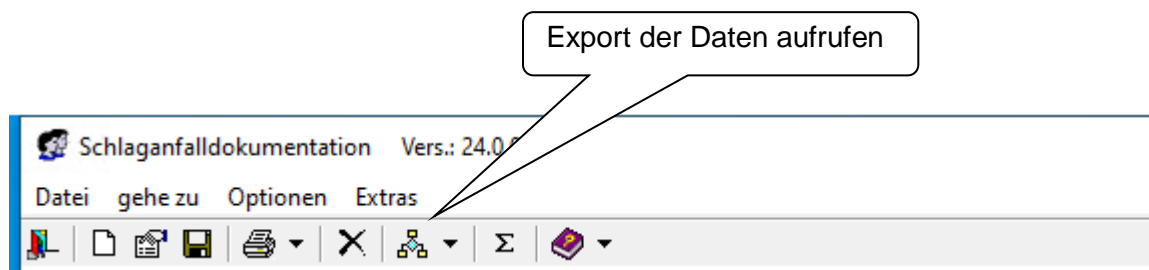 Export der Daten aufrufen
Schlaganfalldokumentation Vers.: 24.0.
Datei gehe zu Optionen Extras
Σ